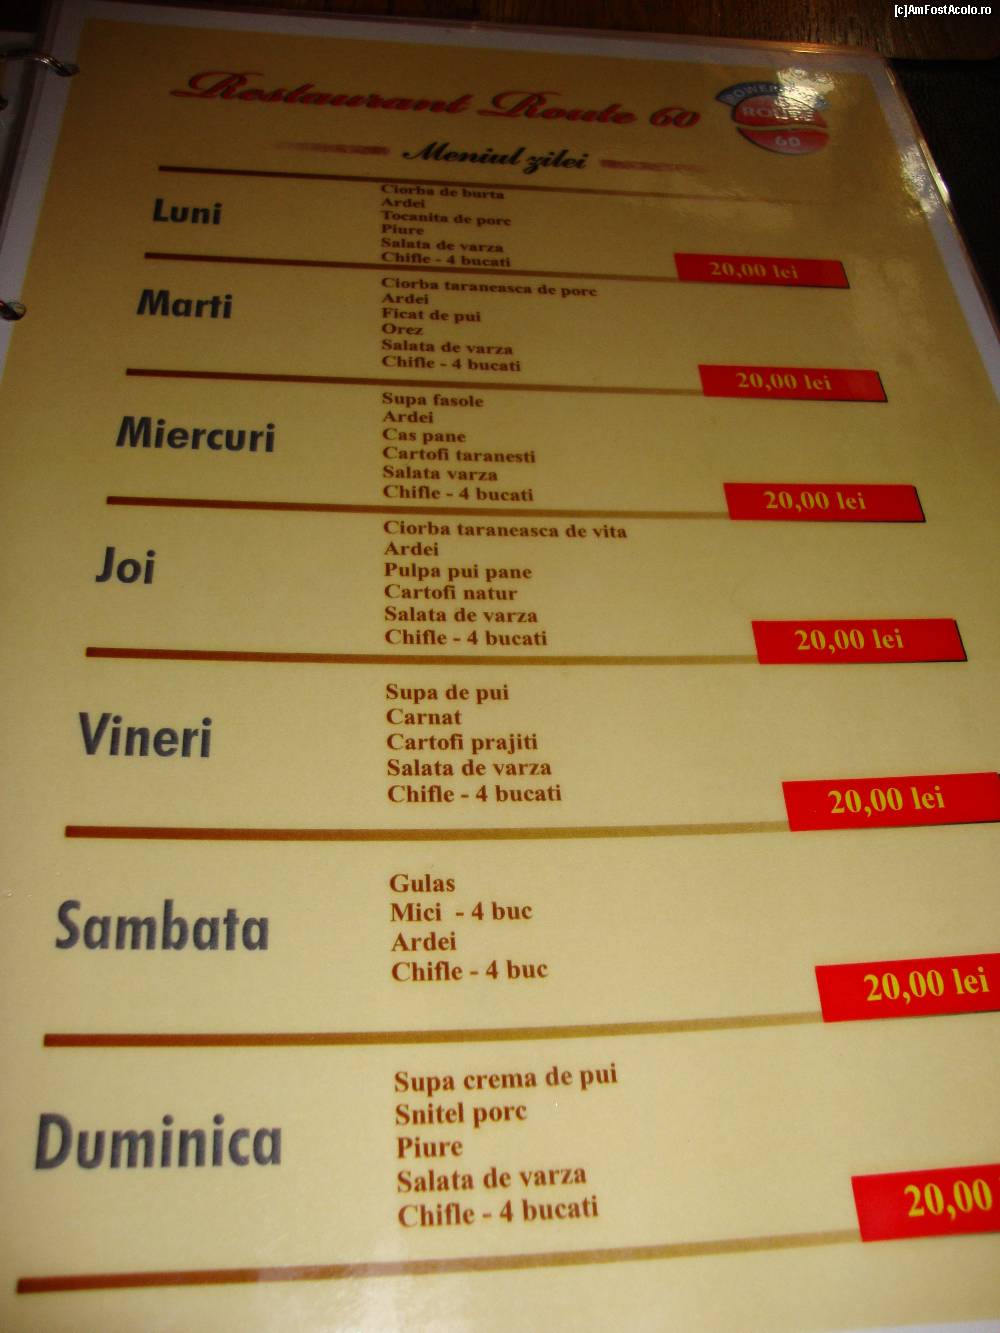 [c]AmFostAcolo.ro
Restaurant Route 60
POWERED BY
ROUTE
60
Meniul zilei
Luni
Ciorba de burta
Ardei
Tocanita de porc
Piure
Salata de varza
Chifle - 4 bucati
20,00 lei
Marti
Ciorba taraneasca de porc
Ardei
Ficat de pui
Orez
Salata de varza
Chifle - 4 bucati
20,00 lei
Miercuri
Supa fasole
Ardei
Cas pane
Cartofi taranesti
Salata varza
Chifle - 4 bucati
20,00 lei
Joi
Ciorba taraneasca de vita
Ardei
Pulpa pui pane
Cartofi natur
Salata de varza
Chifle - 4 bucati
20,00 lei
Vineri
Supa de pui
Carnat
Cartofi prajiti
Salata de varza
Chifle - 4 bucati
20,00 lei
Sambata
Gulas
Mici - 4 buc
Ardei
Chifle - 4 buc
20,00 lei
Duminica
Supa crema de pui
Snitel porc
Piure
Salata de varza
Chifle - 4 bucati
20,00